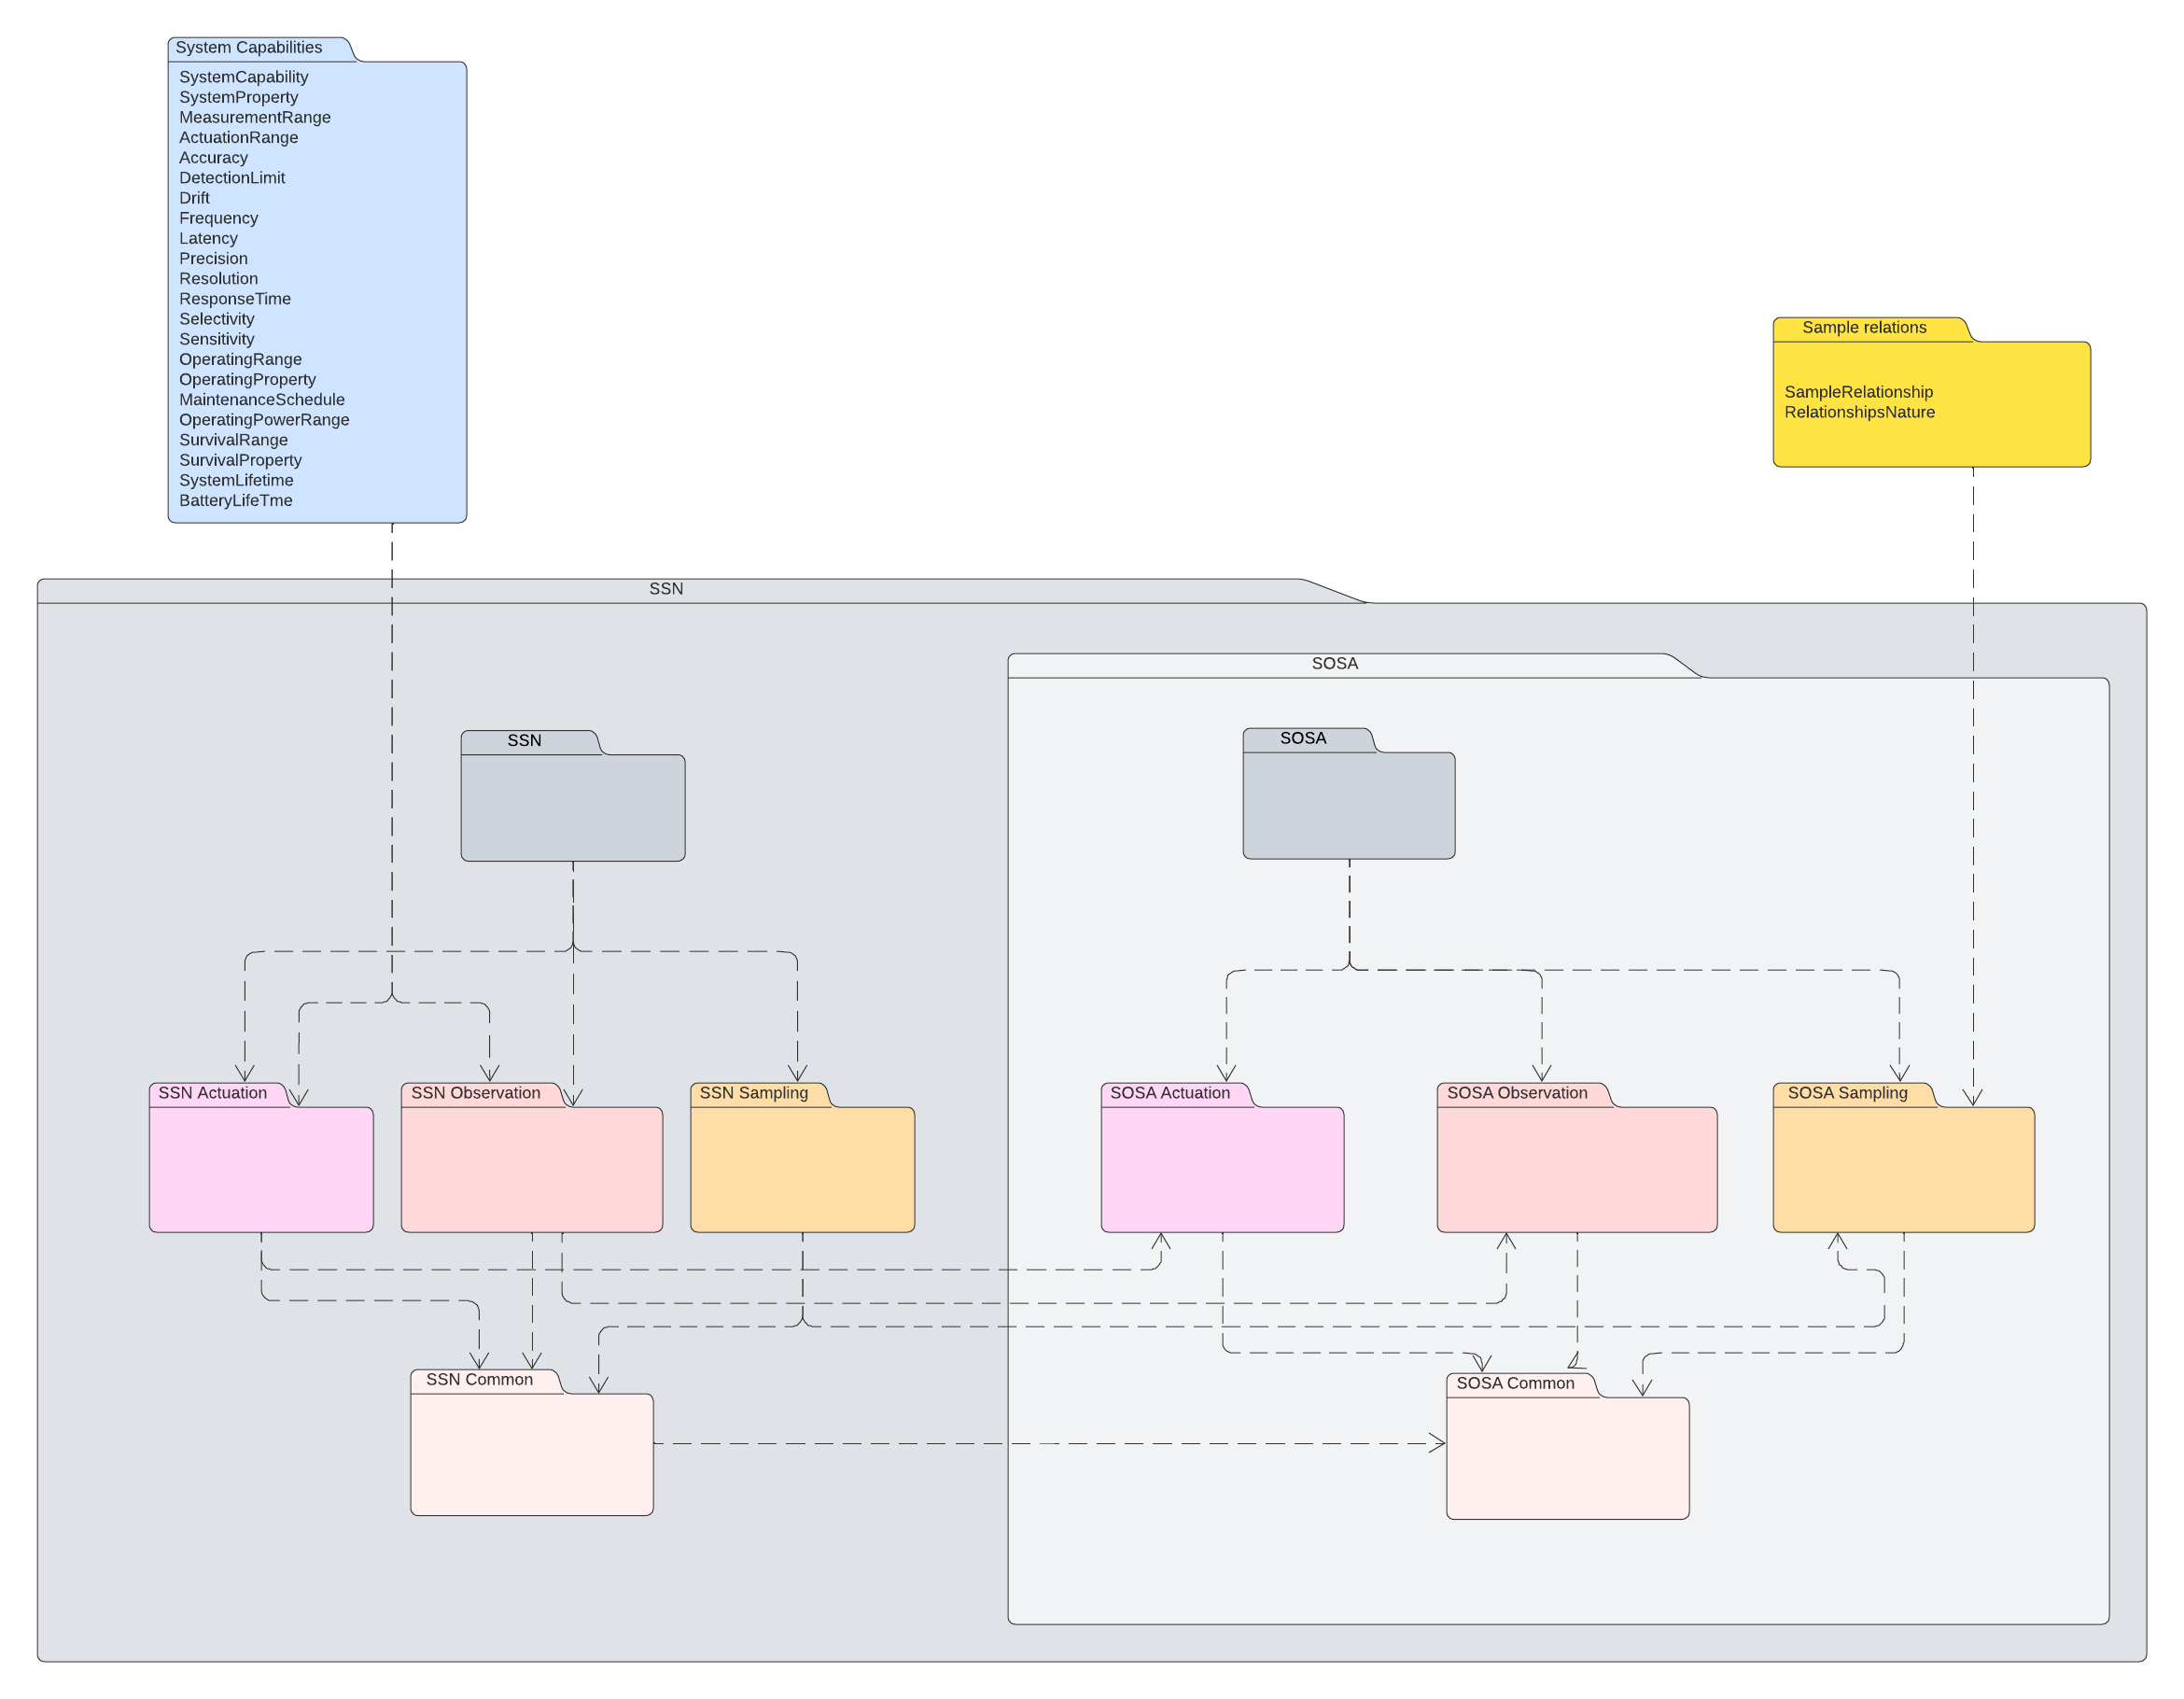 System Capabilities
SystemCapability
SystemProperty
MeasurementRange
ActuationRange
Accuracy
DetectionLimit
Drift
Frequency
Latency
Precision
Resolution
ResponseTime
Selectivity
Sensitivity
OperatingRange
OperatingProperty
MaintenanceSchedule
OperatingPowerRange
SurvivalRange
SurvivalProperty
SystemLifetime
BatteryLifeTme
Sample relations
SampleRelationship
RelationshipsNature
SSN
SOSA
SSN
SOSA
SSN Actuation
SSN Observation
SSN Sampling
SOSA Actuation
SOSA Observation
SOSA Sampling
SSN Common
SOSA Common